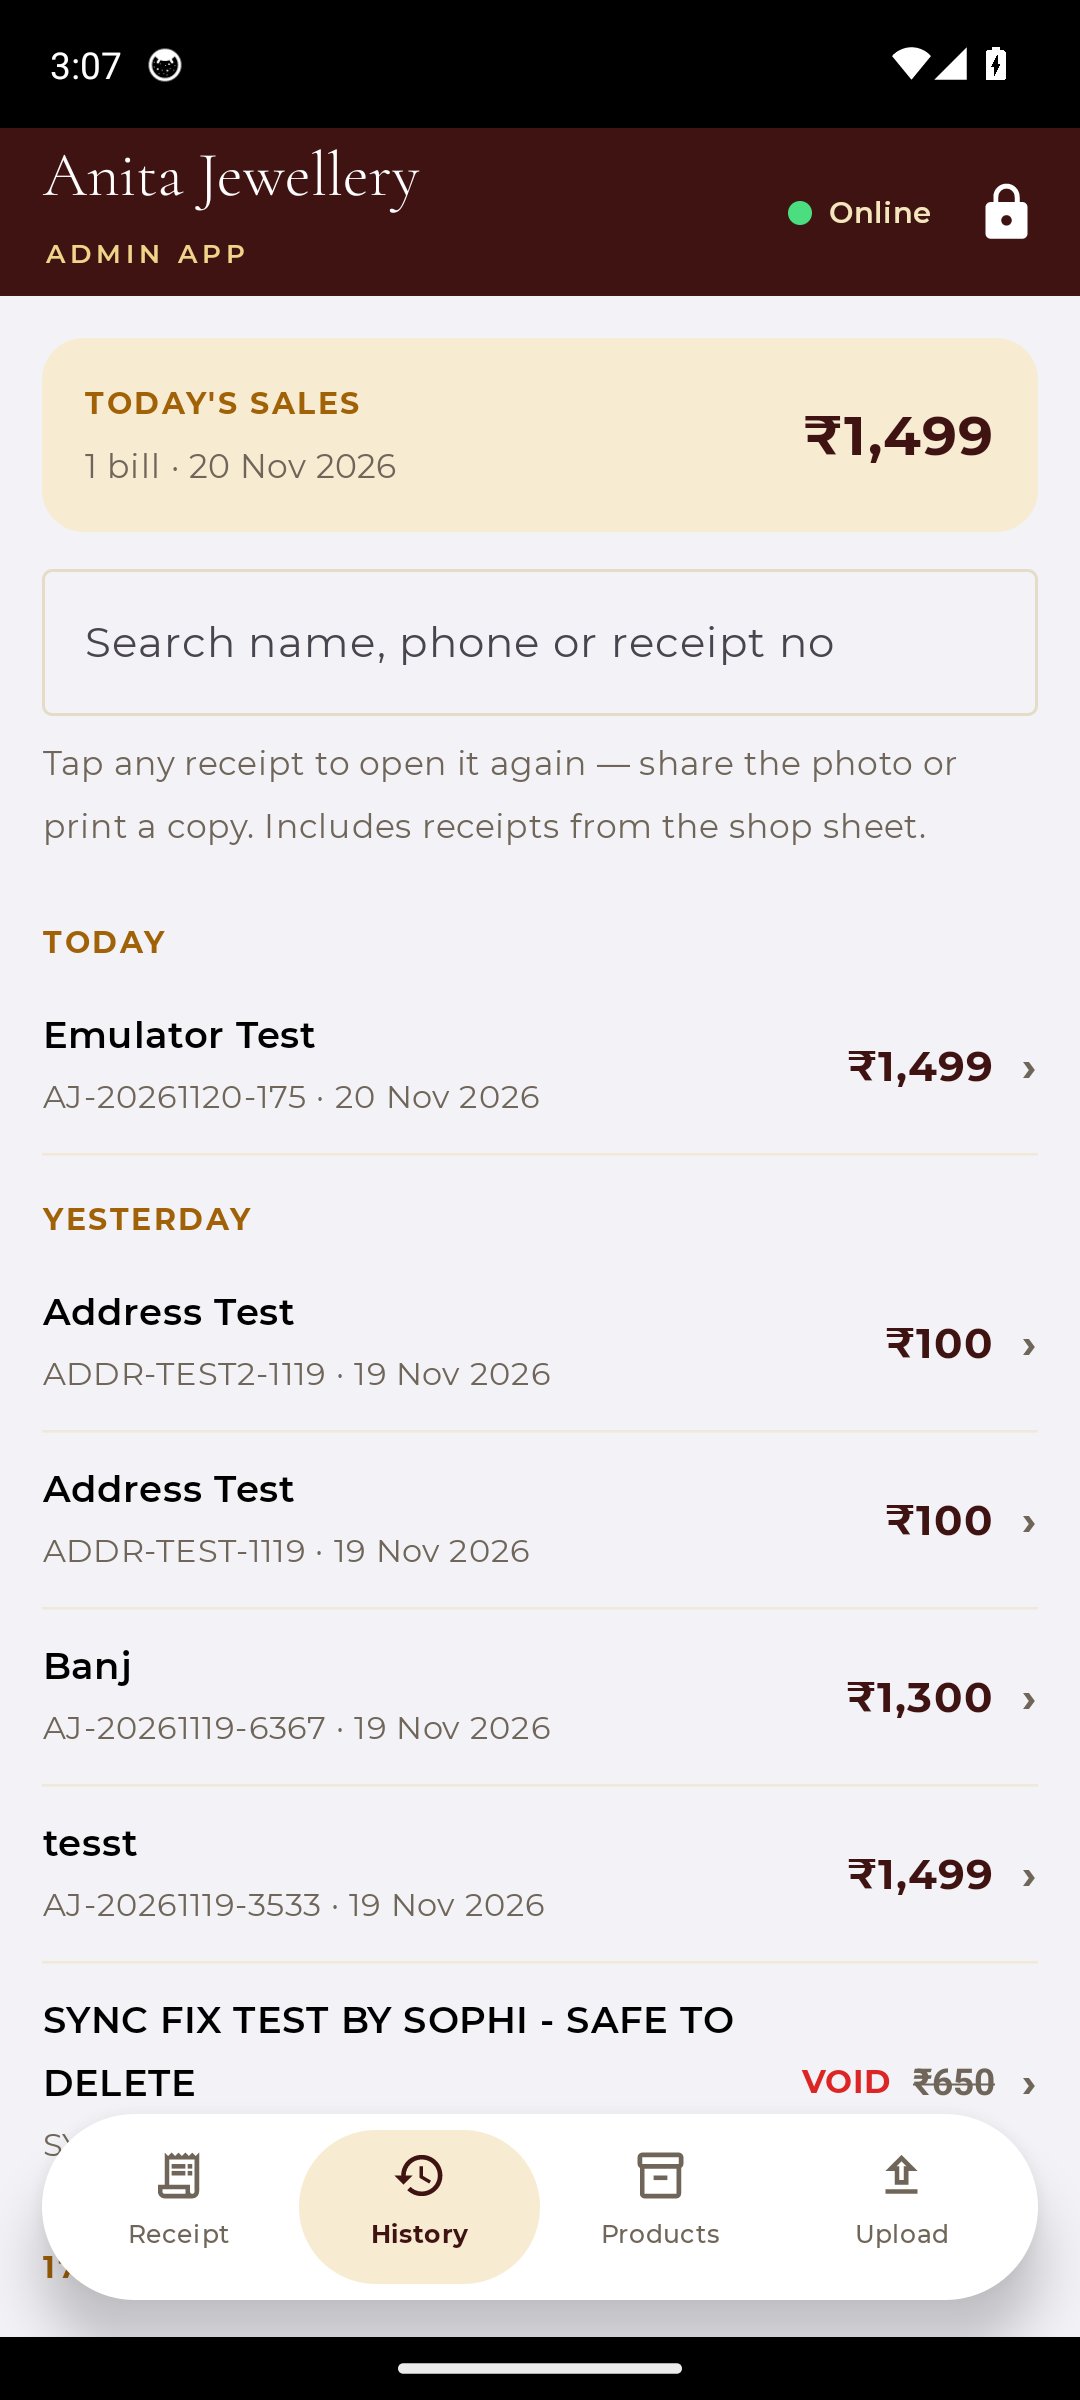 3:07
Anita Jewellery
ADMIN APP
Online
TODAY'S SALES
1 bill · 20 Nov 2026
₹1,499
Search name, phone or receipt no
Tap any receipt to open it again — share the photo or
print a copy. Includes receipts from the shop sheet.
TODAY
Emulator Test
AJ-20261120-175 · 20 Nov 2026
₹1,499 ›
YESTERDAY
Address Test
ADDR-TEST2-1119 · 19 Nov 2026
₹100 ›
Address Test
ADDR-TEST-1119 · 19 Nov 2026
₹100 ›
Banj
AJ-20261119-6367 · 19 Nov 2026
₹1,300 ›
tesst
AJ-20261119-3533 · 19 Nov 2026
₹1,499 ›
SYNC FIX TEST BY SOPHI - SAFE TO
DELETE
VOID ₹650 ›
Receipt
History
Products
Upload